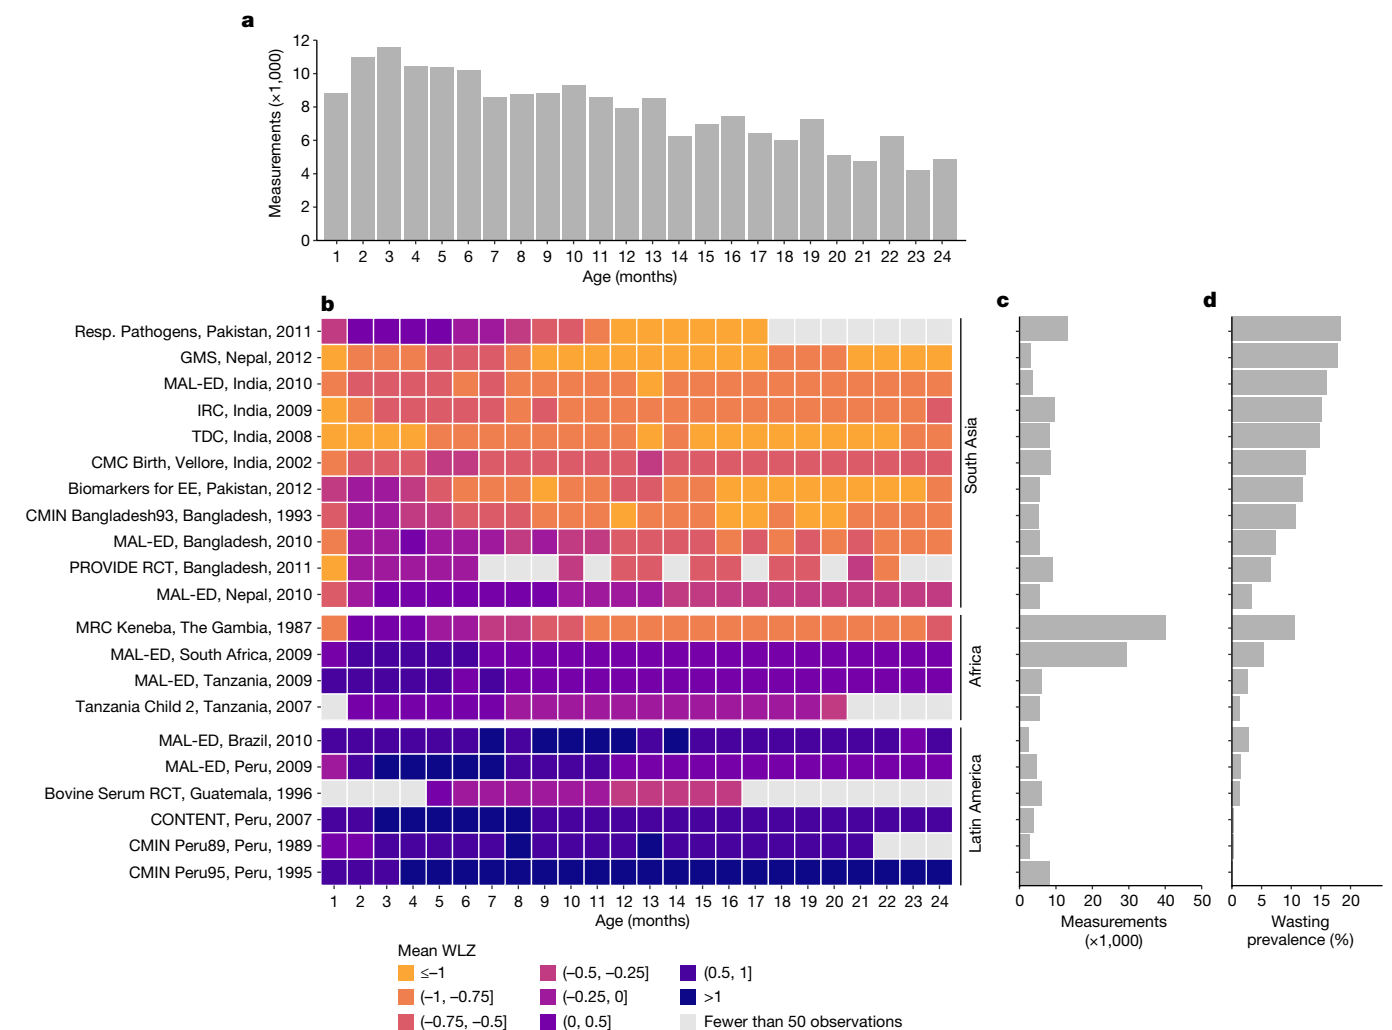 a
12
10
8
6
4
2
0
Measurements (×1,000)
1 2 3 4 5 6 7 8 9 10 11 12 13 14 15 16 17 18 19 20 21 22 23 24
Age (months)
b
c
d
Resp. Pathogens, Pakistan, 2011
GMS, Nepal, 2012
MAL-ED, India, 2010
IRC, India, 2009
TDC, India, 2008
CMC Birth, Vellore, India, 2002
Biomarkers for EE, Pakistan, 2012
CMIN Bangladesh93, Bangladesh, 1993
MAL-ED, Bangladesh, 2010
PROVIDE RCT, Bangladesh, 2011
MAL-ED, Nepal, 2010
South Asia
MRC Keneba, The Gambia, 1987
MAL-ED, South Africa, 2009
MAL-ED, Tanzania, 2009
Tanzania Child 2, Tanzania, 2007
Africa
MAL-ED, Brazil, 2010
MAL-ED, Peru, 2009
Bovine Serum RCT, Guatemala, 1996
CONTENT, Peru, 2007
CMIN Peru89, Peru, 1989
CMIN Peru95, Peru, 1995
Latin America
1 2 3 4 5 6 7 8 9 10 11 12 13 14 15 16 17 18 19 20 21 22 23 24
Age (months)
0 10 20 30 40 50
Measurements
(×1,000)
0 5 10 15 20
Wasting
prevalence (%)
Mean WLZ
≤–1
(–1, –0.75]
(–0.75, –0.5]
(–0.5, –0.25]
(–0.25, 0]
(0, 0.5]
(0.5, 1]
>1
Fewer than 50 observations